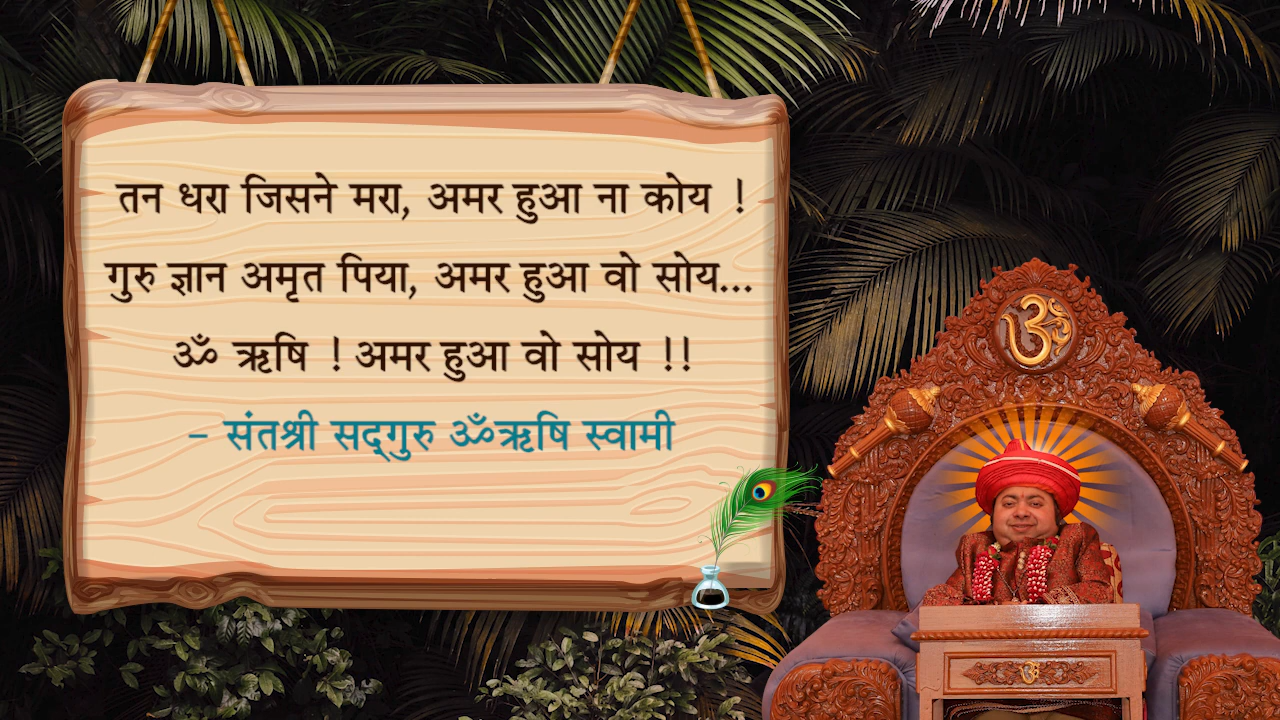 तन धरा जिसने मरा, अमर हुआ ना कोय !
गुरु ज्ञान अमृत पिया, अमर हुआ वो सोय...
ॐ ऋषि ! अमर हुआ वो सोय !!
– संतश्री सद्‌गुरु ॐऋषि स्वामी
ॐ
ॐ